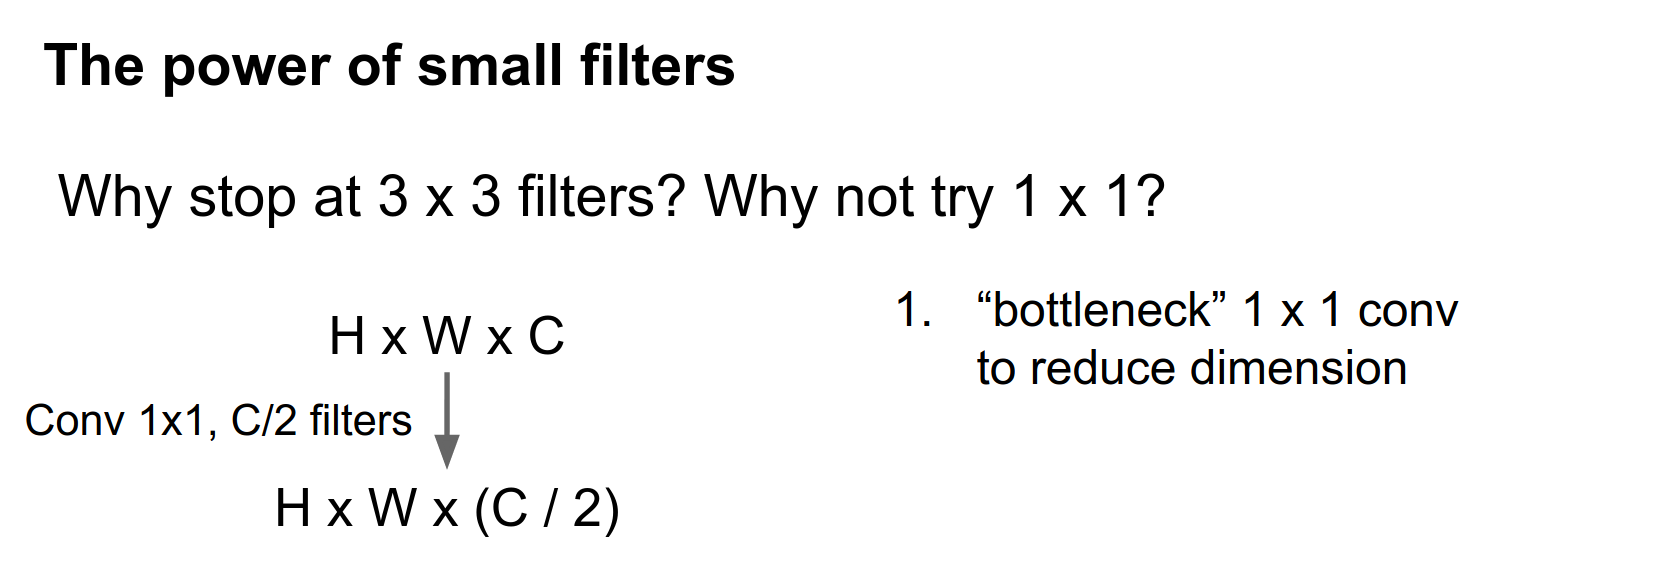 The power of small filters
Why stop at 3 x 3 filters? Why not try 1 x 1?
H x W x C
Conv 1x1, C/2 filters
H x W x (C / 2)
1. “bottleneck” 1 x 1 conv
to reduce dimension